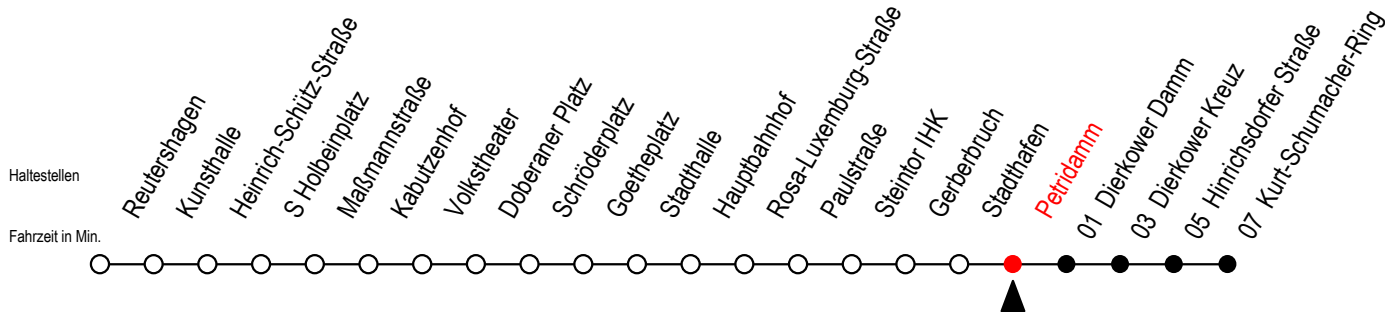 Haltestellen
Fahrzeit in Min.
Reutershagen
Kunsthalle
Heinrich-Schütz-Straße
S Holbeinplatz
Maßmannstraße
Kabutzenhof
Volkstheater
Doberaner Platz
Schröderplatz
Goetheplatz
Stadthalle
Hauptbahnhof
Rosa-Luxemburg-Straße
Paulstraße
Steintor IHK
Gerberbruch
Stadthafen
Petridamm
01 Dierkower Damm
03 Dierkower Kreuz
05 Hinrichsdorfer Straße
07 Kurt-Schumacher-Ring